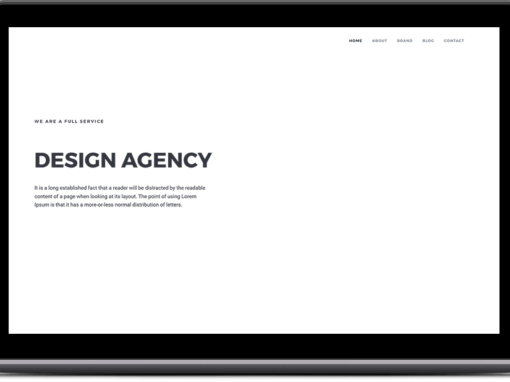 HOME ABOUT BRAND BLOG CONTACT
WE ARE A FULL SERVICE
DESIGN AGENCY
It is a long established fact that a reader will be distracted by the readable
content of a page when looking at its layout. The point of using Lorem
Ipsum is that it has a more-or-less normal distribution of letters.